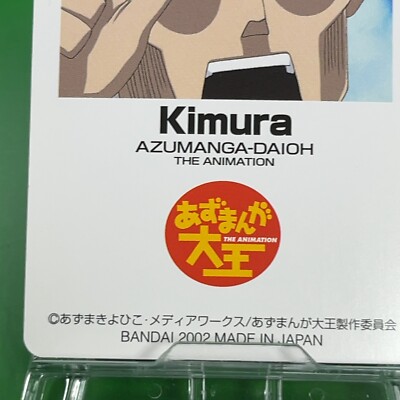 Kimura
AZUMANGA-DAIOH
THE ANIMATION
あずまんが
THE ANIMATION
大王
©あずまきよひこ・メディアワークス/あずまんが大王製作委員会
BANDAI 2002 MADE IN JAPAN